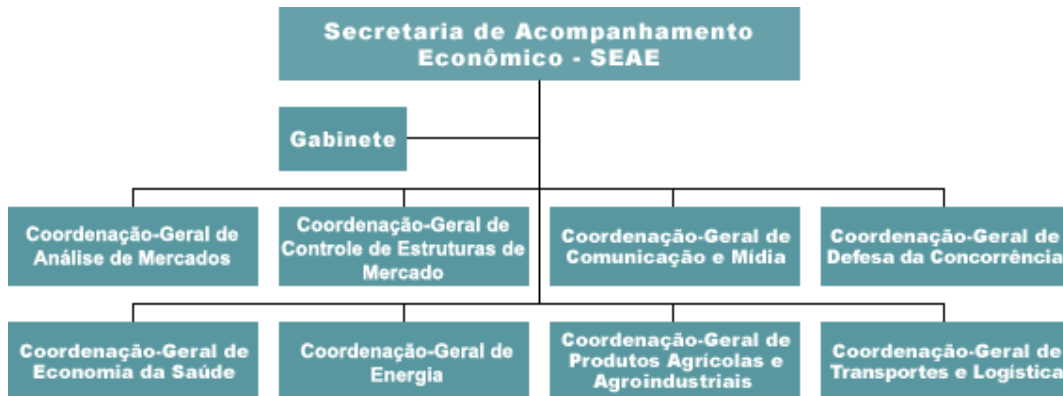 Secretaria de Acompanhamento
Econômico - SEAE
Gabinete
Coordenação-Geral de
Análise de Mercados
Coordenação-Geral de
Controle de Estruturas de
Mercado
Coordenação-Geral de
Comunicação e Mídia
Coordenação-Geral de
Defesa da Concorrência
Coordenação-Geral de
Economia da Saúde
Coordenação-Geral de
Energia
Coordenação-Geral de
Produtos Agrícolas e
Agroindustriais
Coordenação-Geral de
Transportes e Logística